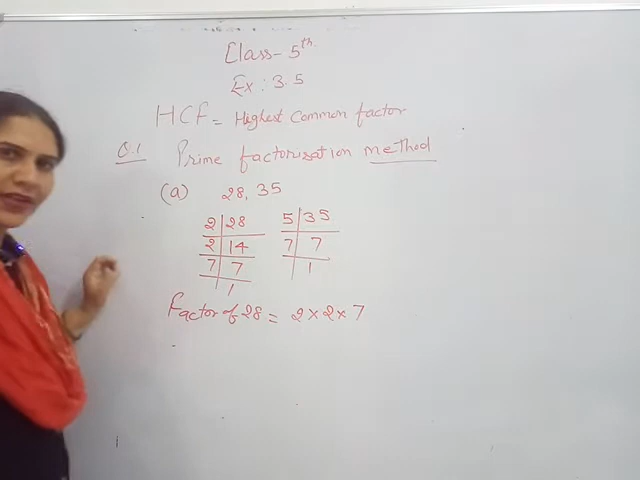 Class- 5th.
Ex: 3.5
HCF = Highest Common factor
Q.1 Prime factorization method
(a) 28, 35
2 | 28 5 | 35
2 | 14 7 | 7
7 | 7 1
1
Factor of 28 = 2 × 2 × 7